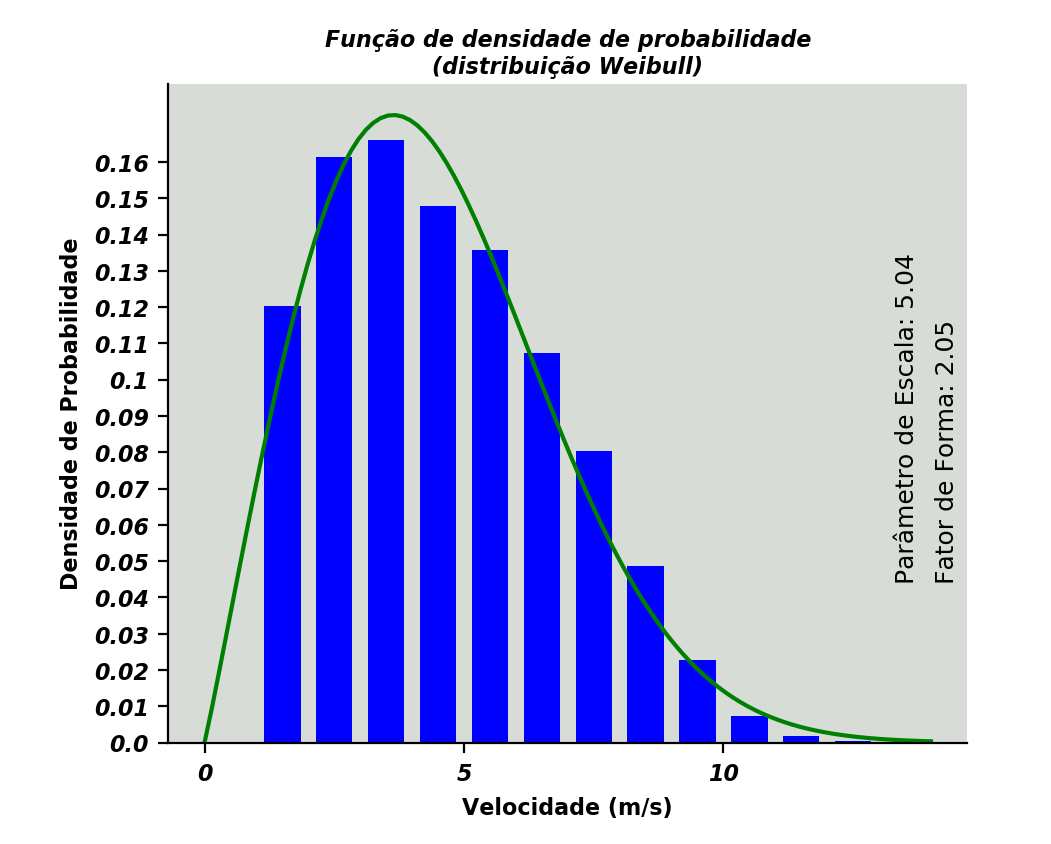 Função de densidade de probabilidade
(distribuição Weibull)
Densidade de Probabilidade
0.16
0.15
0.14
0.13
0.12
0.11
0.1
0.09
0.08
0.07
0.06
0.05
0.04
0.03
0.02
0.01
0.0
0 5 10
Velocidade (m/s)
Parâmetro de Escala: 5.04
Fator de Forma: 2.05